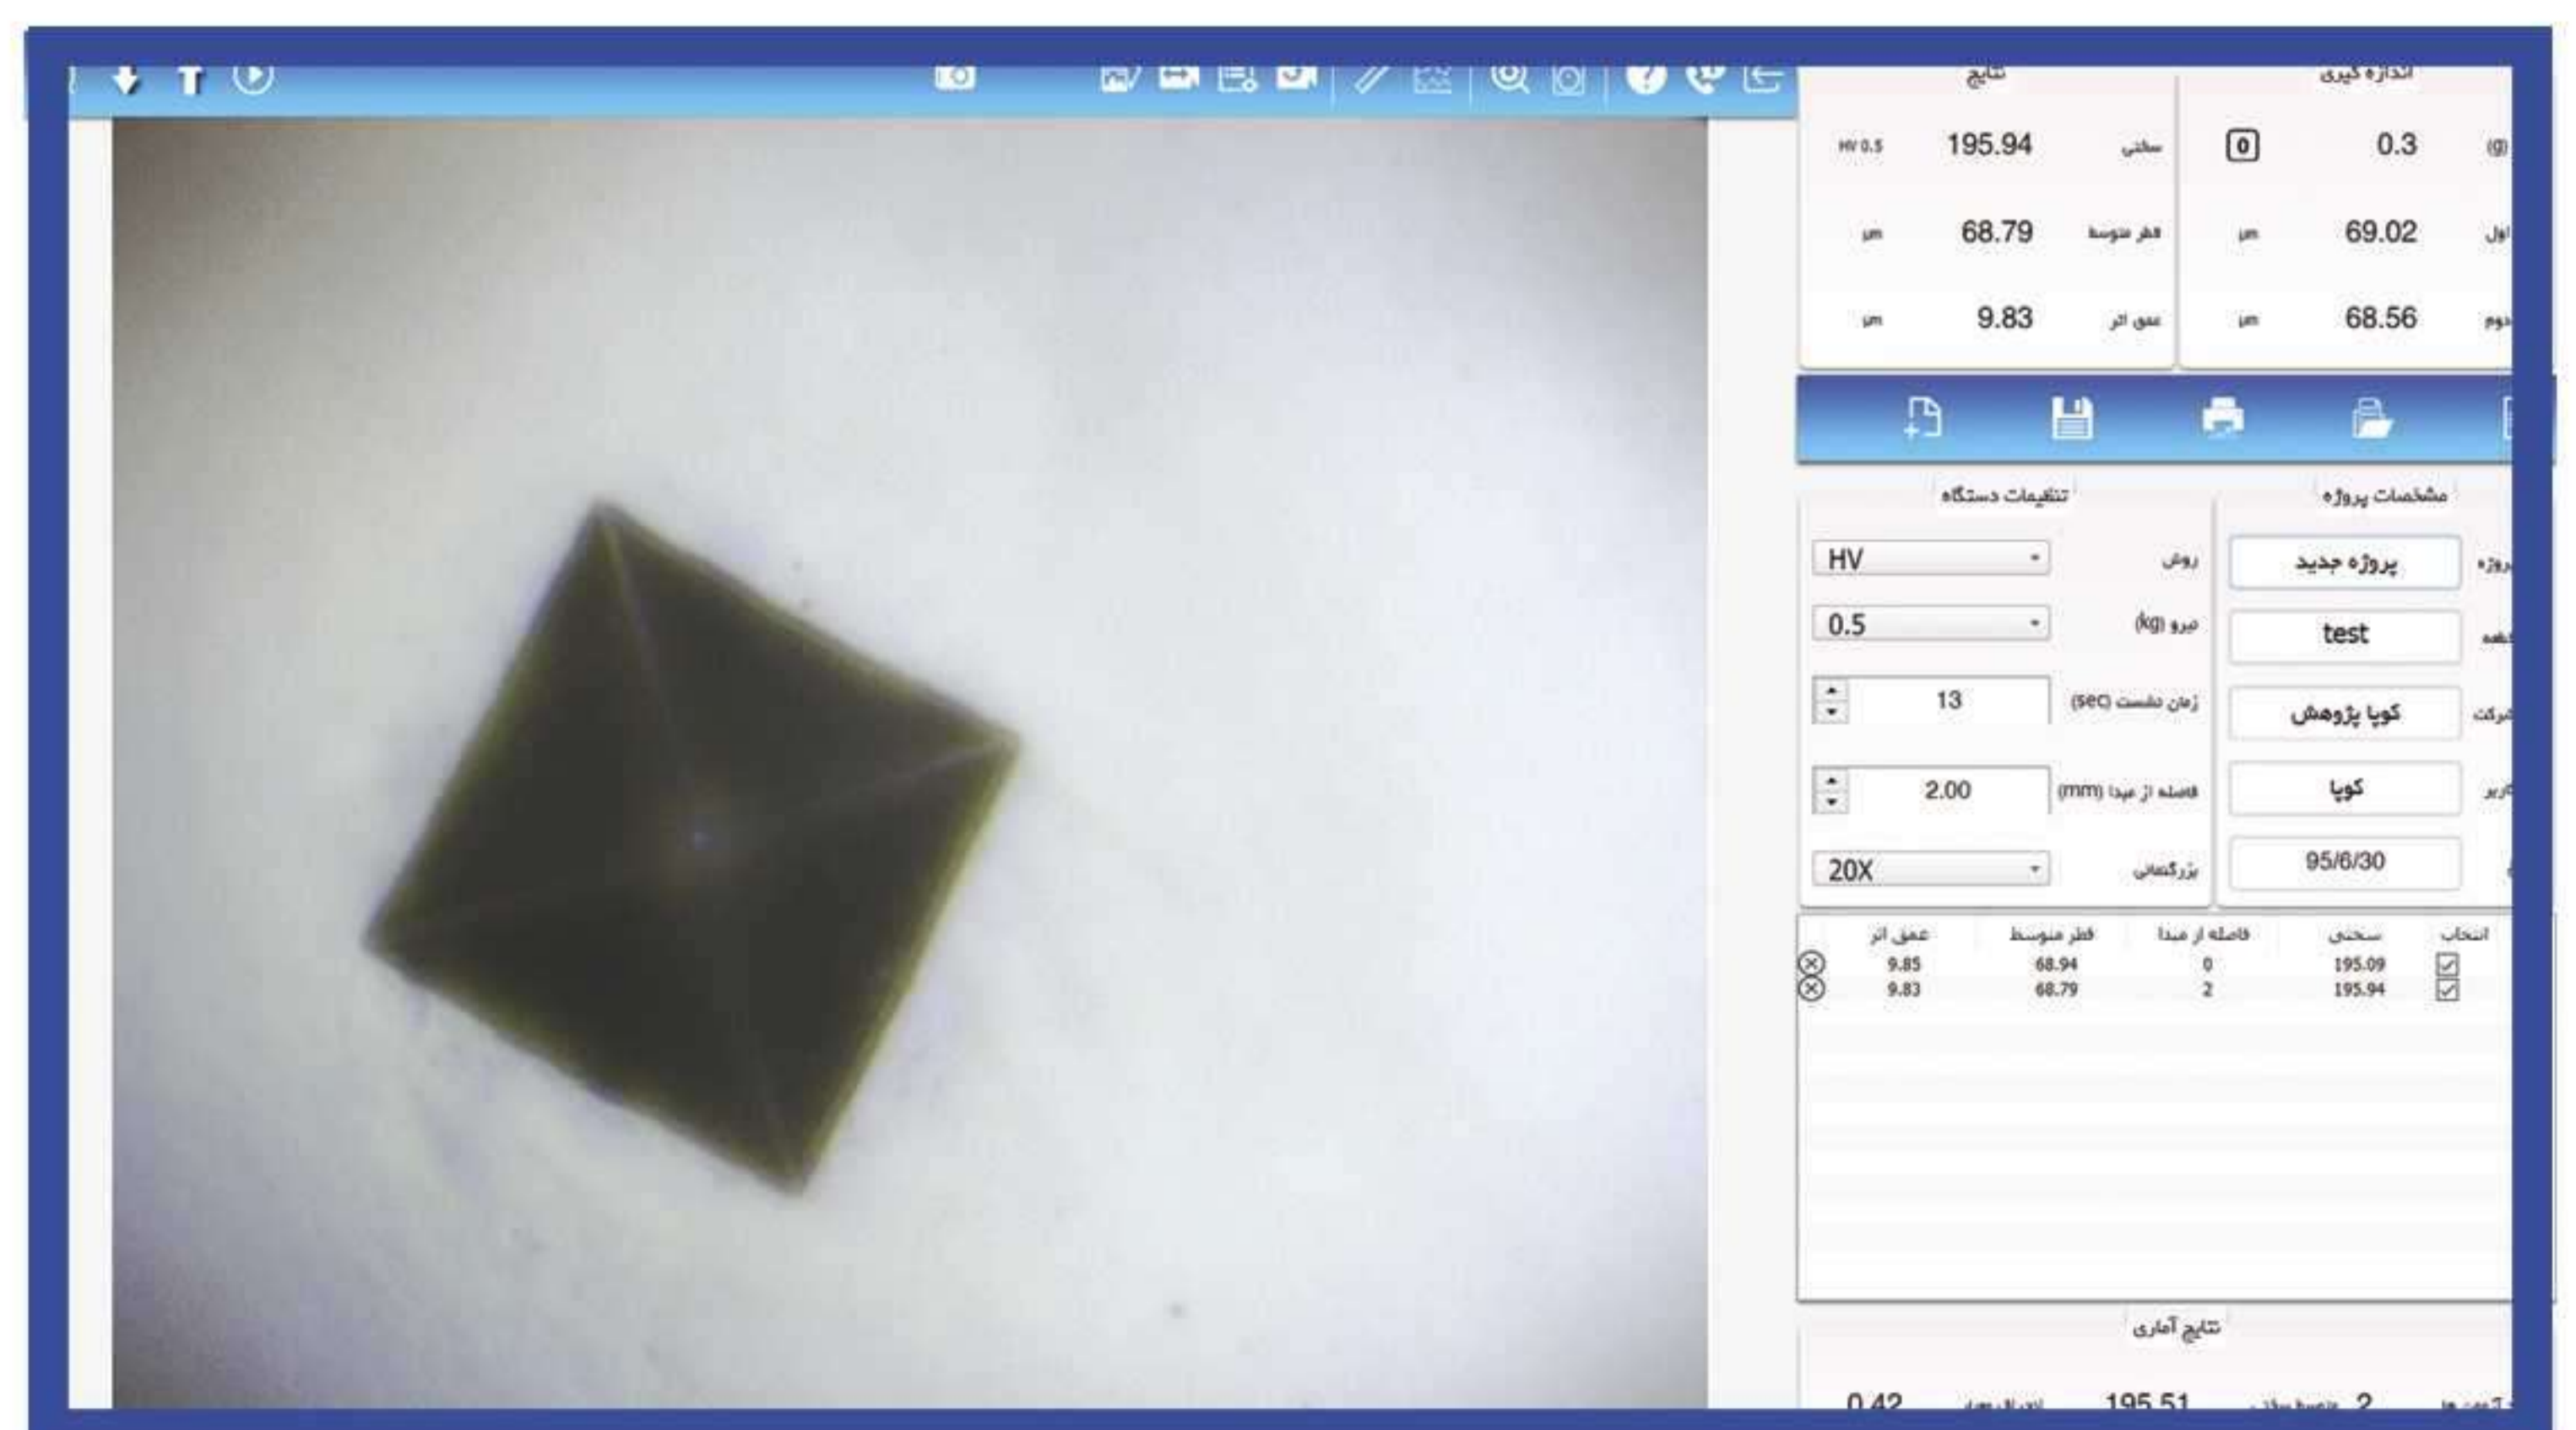 اندازه گیری
نتایج
0.3 (g)
0
سختی 195.94 HV 0.5
اول 69.02 µm
قطر متوسط 68.79 µm
دوم 68.56 µm
عمق اثر 9.83 µm
مشخصات پروژه
تنظیمات دستگاه
پروژه جدید
روش HV
test
نیرو (kg) 0.5
کوپا پژوهش
زمان نشست (sec) 13
کوپا
فاصله از مبدا (mm) 2.00
95/6/30
بزرگنمائی 20X
انتخاب سختی فاصله از مبدا قطر متوسط عمق اثر
195.09 0 68.94 9.85
195.94 2 68.79 9.83
نتایج آماری
2 195.51 0.42